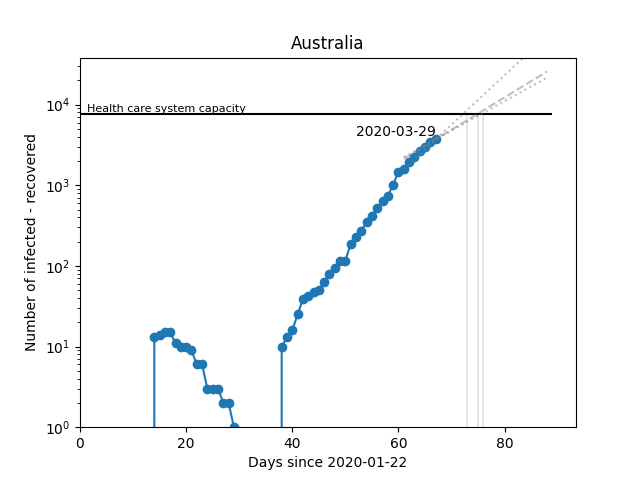 Australia
Number of infected - recovered
10⁴
10³
10²
10¹
10⁰
Health care system capacity
2020-03-29
0 20 40 60 80
Days since 2020-01-22